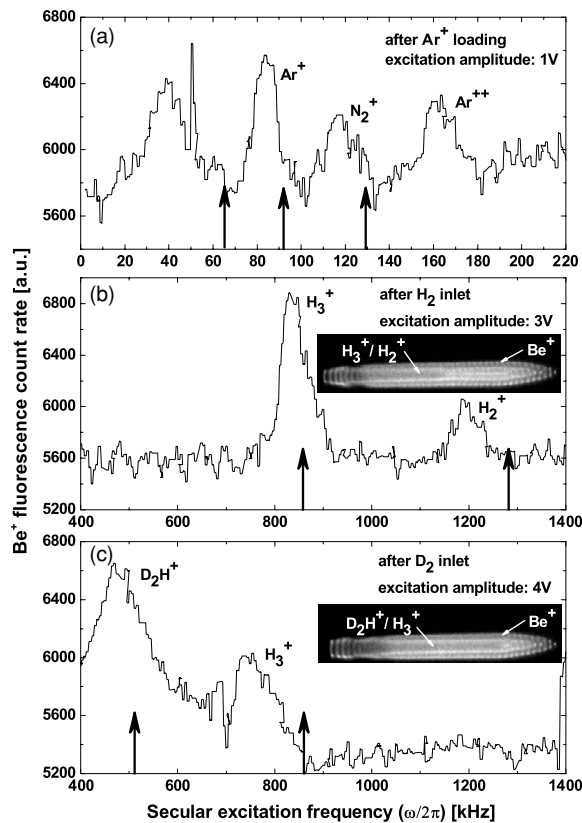 (a)
after Ar+ loading
excitation amplitude: 1V
Ar+
N2+
Ar++
6800
6400
6000
5600
0 20 40 60 80 100 120 140 160 180 200 220
(b)
after H2 inlet
excitation amplitude: 3V
H3+
H3+/ H2+
Be+
H2+
6800
6400
6000
5600
5200
400 600 800 1000 1200 1400
(c)
after D2 inlet
excitation amplitude: 4V
D2H+
H3+
D2H+/ H3+
Be+
6800
6400
6000
5600
5200
400 600 800 1000 1200 1400
Be+ fluorescence count rate [a.u.]
Secular excitation frequency (ω/2π) [kHz]